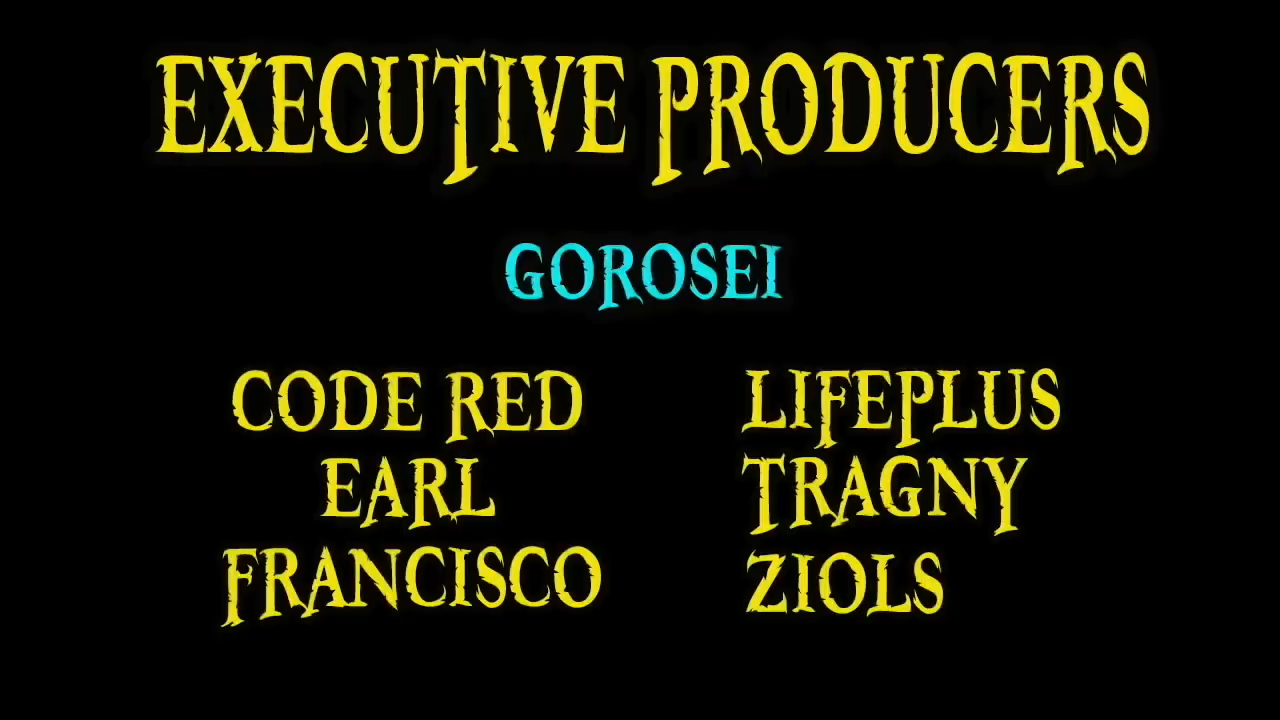 EXECUTIVE PRODUCERS
GOROSEI
CODE RED
EARL
FRANCISCO
LIFEPLUS
TRAGNY
ZIOLS